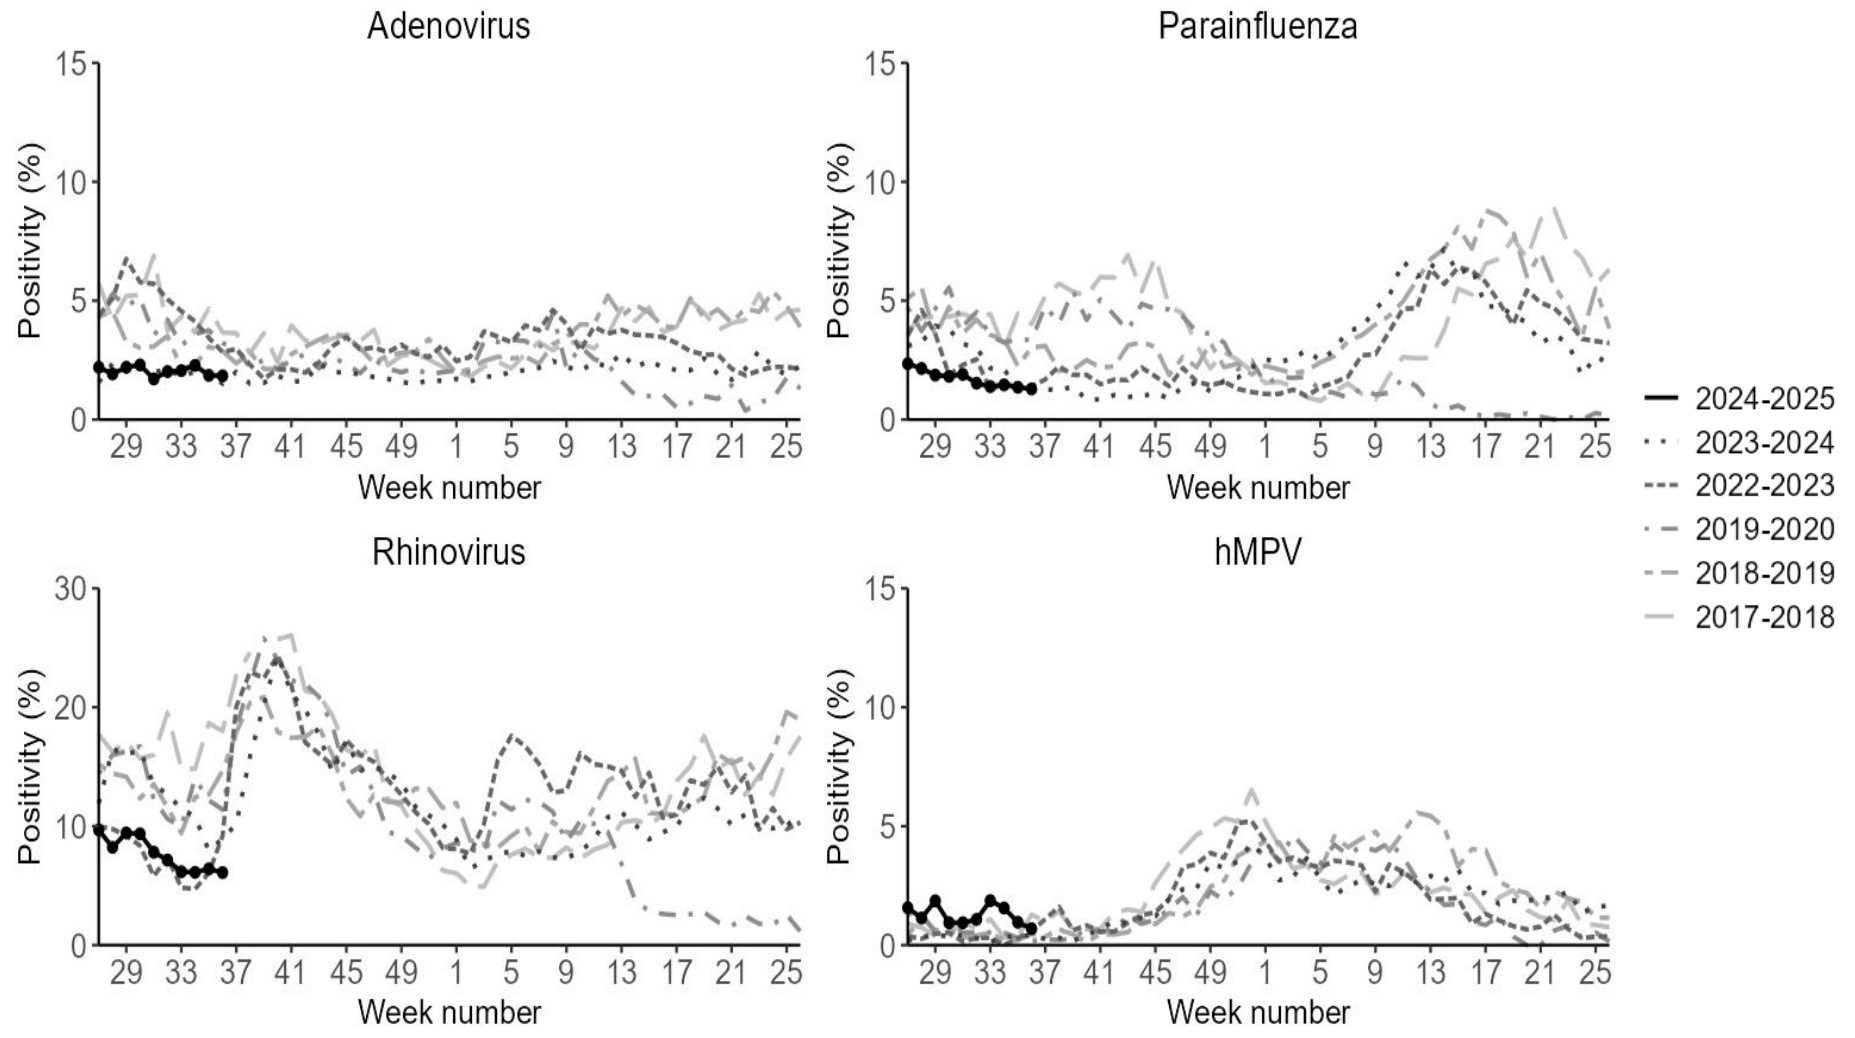 Adenovirus
15
10
5
0
Positivity (%)
29 33 37 41 45 49 1 5 9 13 17 21 25
Week number
Parainfluenza
15
10
5
0
Positivity (%)
29 33 37 41 45 49 1 5 9 13 17 21 25
Week number
Rhinovirus
30
20
10
0
Positivity (%)
29 33 37 41 45 49 1 5 9 13 17 21 25
Week number
hMPV
15
10
5
0
Positivity (%)
29 33 37 41 45 49 1 5 9 13 17 21 25
Week number
2024-2025
2023-2024
2022-2023
2019-2020
2018-2019
2017-2018